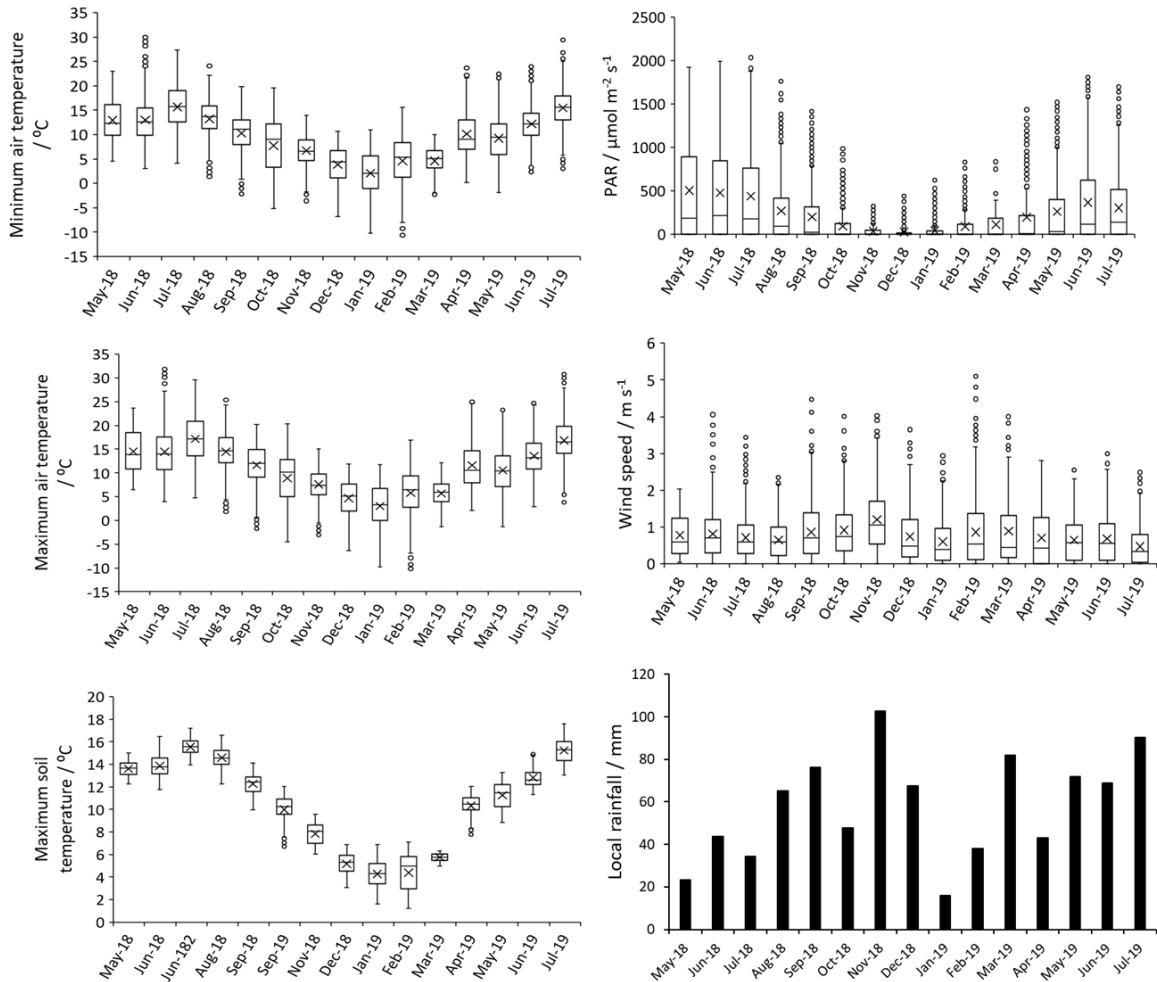 Minimum air temperature
/ ⁰C
35
30
25
20
15
10
5
0
-5
-10
-15
May-18
Jun-18
Jul-18
Aug-18
Sep-18
Oct-18
Nov-18
Dec-18
Jan-19
Feb-19
Mar-19
Apr-19
May-19
Jun-19
Jul-19
PAR / μmol m⁻² s⁻¹
2500
2000
1500
1000
500
0
May-18
Jun-18
Jul-18
Aug-18
Sep-18
Oct-18
Nov-18
Dec-18
Jan-19
Feb-19
Mar-19
Apr-19
May-19
Jun-19
Jul-19
Maximum air temperature
/ ⁰C
35
30
25
20
15
10
5
0
-5
-10
-15
May-18
Jun-18
Jul-18
Aug-18
Sep-18
Oct-18
Nov-18
Dec-18
Jan-19
Feb-19
Mar-19
Apr-19
May-19
Jun-19
Jul-19
Wind speed / m s⁻¹
6
5
4
3
2
1
0
May-18
Jun-18
Jul-18
Aug-18
Sep-18
Oct-18
Nov-18
Dec-18
Jan-19
Feb-19
Mar-19
Apr-19
May-19
Jun-19
Jul-19
Maximum soil
temperature / ⁰C
20
18
16
14
12
10
8
6
4
2
0
May-18
Jun-18
Jun-182
Aug-18
Sep-18
Sep-19
Nov-18
Dec-18
Jan-19
Feb-19
Mar-19
Apr-19
May-19
Jun-19
Jul-19
Local rainfall / mm
120
100
80
60
40
20
0
May-18
Jun-18
Jul-18
Aug-18
Sep-18
Oct-18
Nov-18
Dec-18
Jan-19
Feb-19
Mar-19
Apr-19
May-19
Jun-19
Jul-19